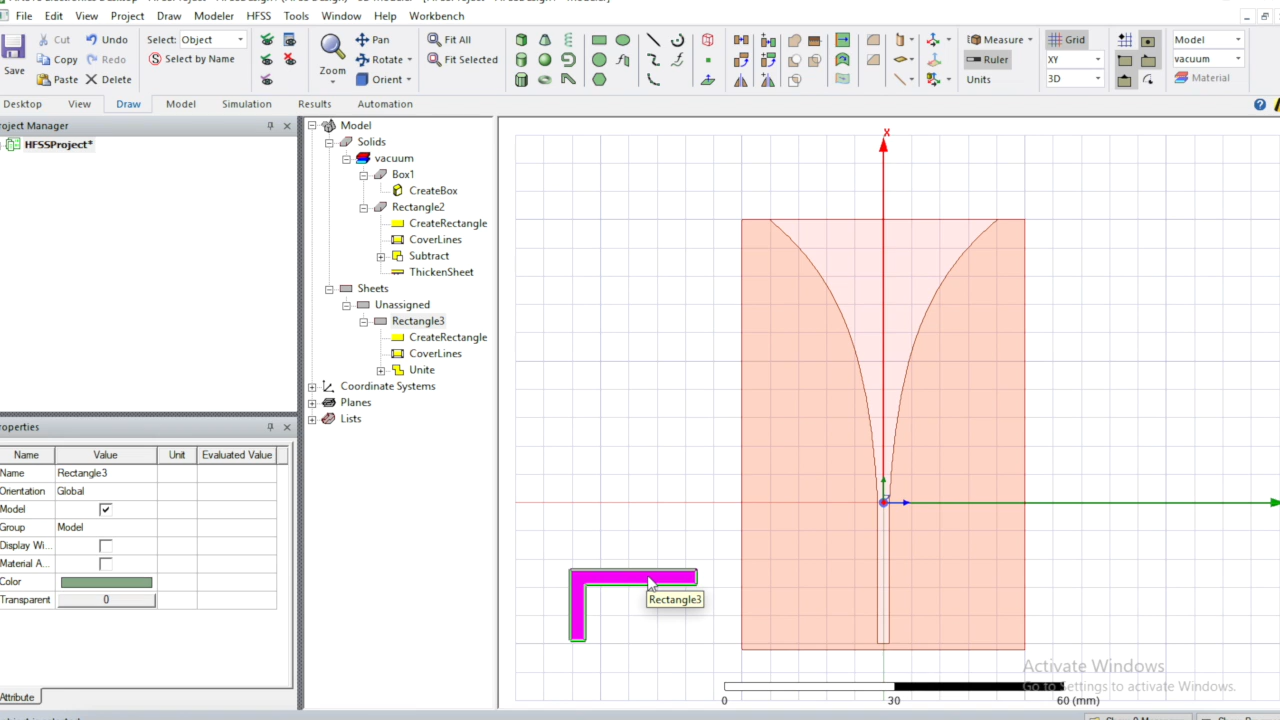 File Edit View Project Draw Modeler HFSS Tools Window Help Workbench
Save
Cut Undo Select: Object
Copy Redo Select by Name
Paste Delete
Zoom
Pan Fit All
Rotate Fit Selected
Orient
Measure Grid Model
Ruler XY vacuum
Units 3D Material
Desktop View Draw Model Simulation Results Automation
roject Manager
HFSSProject*
Model
Solids
vacuum
Box1
CreateBox
Rectangle2
CreateRectangle
CoverLines
Subtract
ThickenSheet
Sheets
Unassigned
Rectangle3
CreateRectangle
CoverLines
Unite
Coordinate Systems
Planes
Lists
operties
Name Value Unit Evaluated Value
Name Rectangle3
Orientation Global
Model
Group Model
Display Wi...
Material A...
Color
Transparent 0
Attribute
X
Rectangle3
Activate Windows
Go to Settings to activate Windows.
0 30 60 (mm)